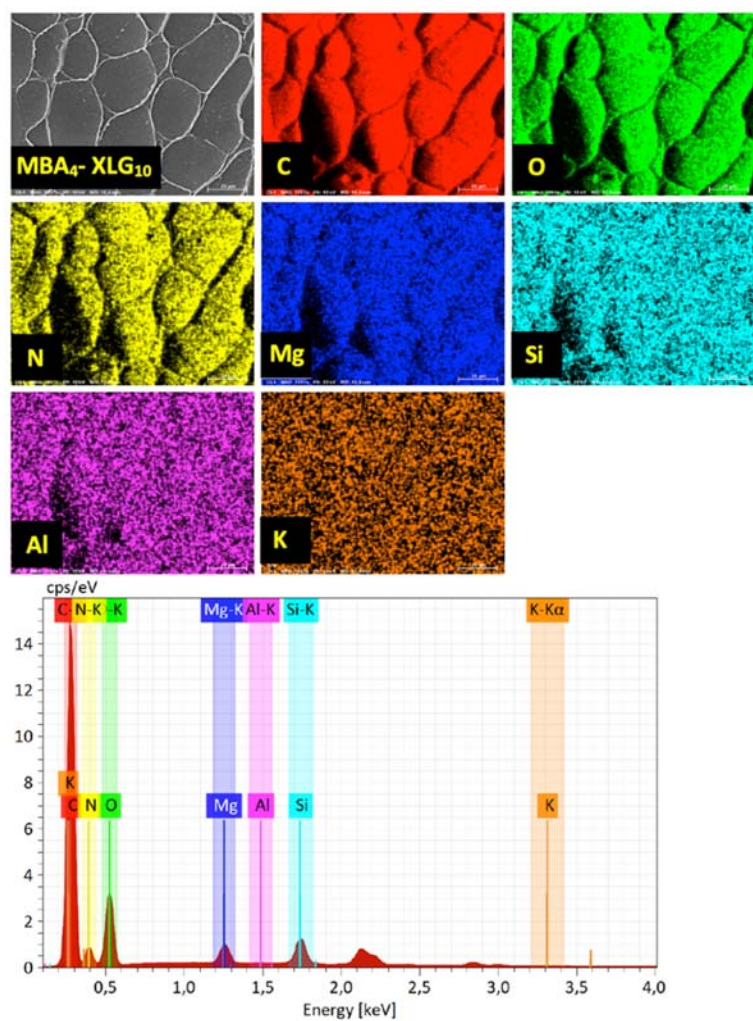 MBA₄- XLG₁₀
C
O
N
Mg
Si
Al
K
cps/eV
C- N-K -K Mg-K Al-K Si-K K-Kα
14
12
10
8
6
4
2
0
K
C N O Mg Al Si K
0,5 1,0 1,5 2,0 2,5 3,0 3,5 4,0
Energy [keV]